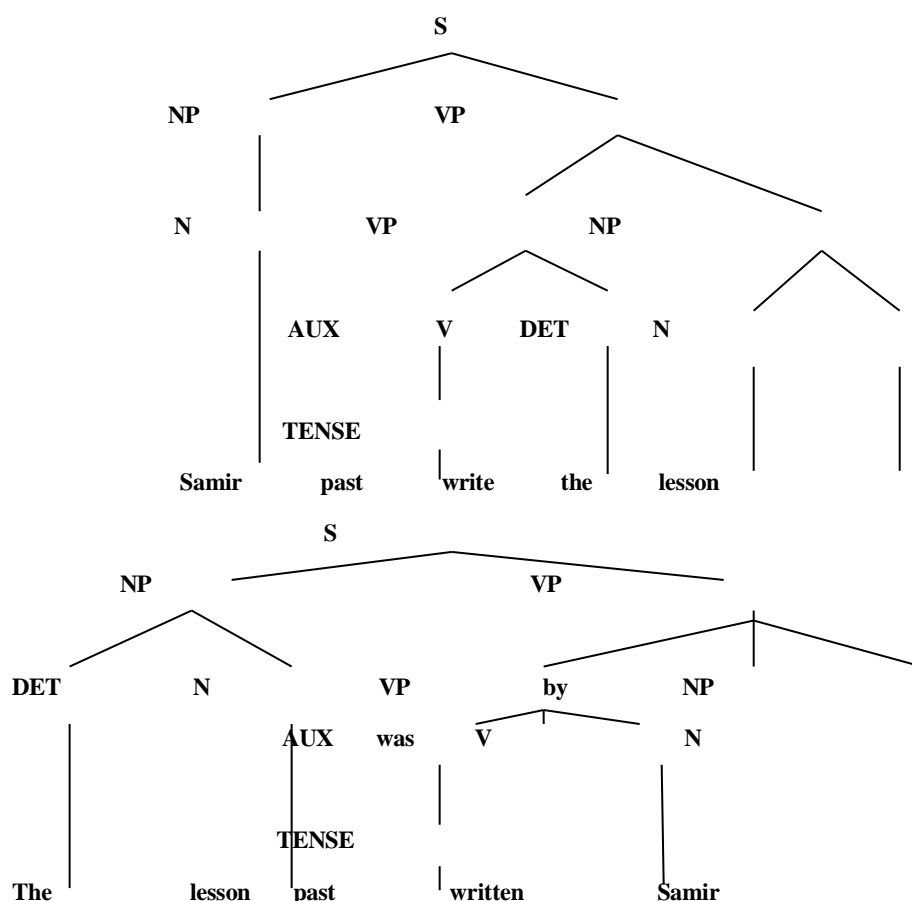 S
NP VP
N VP NP
AUX V DET N
TENSE
Samir past write the lesson
S
NP VP
DET N VP by NP
AUX was V N
TENSE
The lesson past written Samir